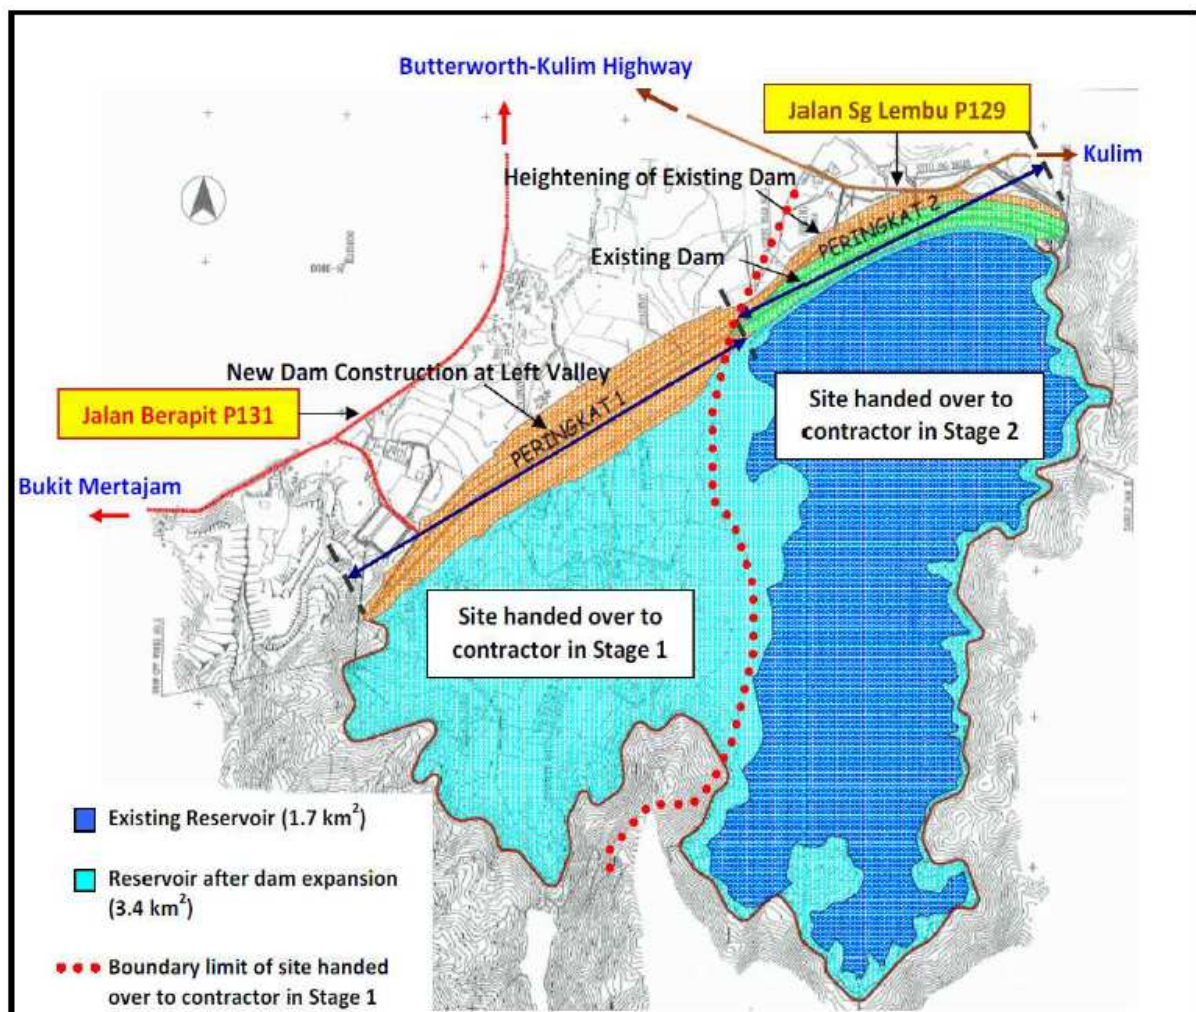 Butterworth-Kulim Highway
Jalan Sg Lembu P129
Kulim
Heightening of Existing Dam
PERINGKAT 2
Existing Dam
New Dam Construction at Left Valley
PERINGKAT 1
Jalan Berapit P131
Bukit Mertajam
Site handed over to
contractor in Stage 2
Site handed over to
contractor in Stage 1
Existing Reservoir (1.7 km²)
Reservoir after dam expansion
(3.4 km²)
Boundary limit of site handed
over to contractor in Stage 1